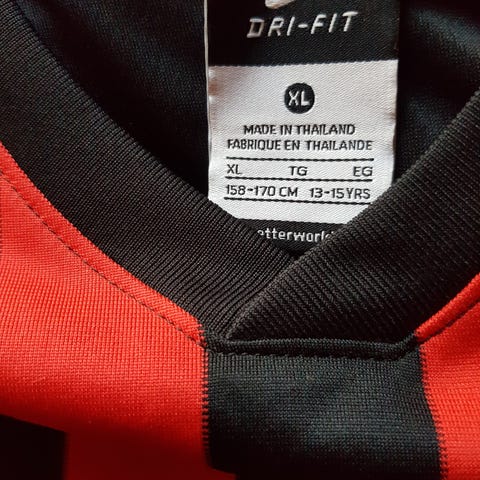 DRI-FIT
XL
MADE IN THAILAND
FABRIQUE EN THAILANDE
XL TG EG
158-170 CM 13-15YRS